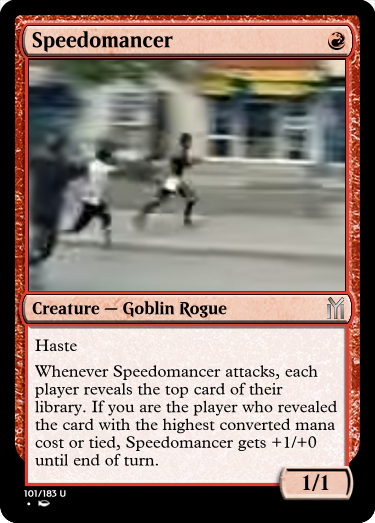 Speedomancer
Creature — Goblin Rogue
Haste
Whenever Speedomancer attacks, each
player reveals the top card of their
library. If you are the player who revealed
the card with the highest converted mana
cost or tied, Speedomancer gets +1/+0
until end of turn.
1/1
101/183 U